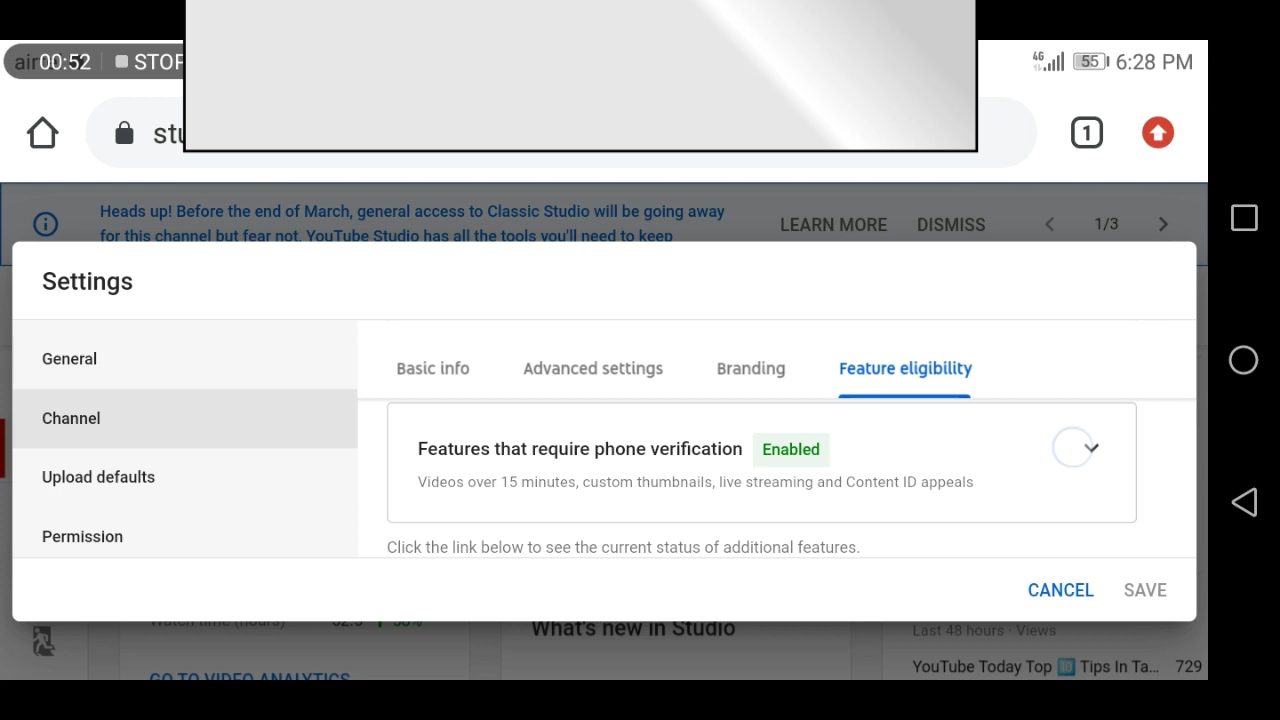 00:52 STOP
4G 55 6:28 PM
1
Heads up! Before the end of March, general access to Classic Studio will be going away
for this channel but fear not. YouTube Studio has all the tools you'll need to keep
LEARN MORE DISMISS 1/3
Settings
General
Channel
Upload defaults
Permission
Basic info Advanced settings Branding Feature eligibility
Features that require phone verification Enabled
Videos over 15 minutes, custom thumbnails, live streaming and Content ID appeals
Click the link below to see the current status of additional features.
CANCEL SAVE
Watch time (hours)
GO TO VIDEO ANALYTICS
What's new in Studio
Last 48 hours · Views
YouTube Today Top 🔟 Tips In Ta... 729